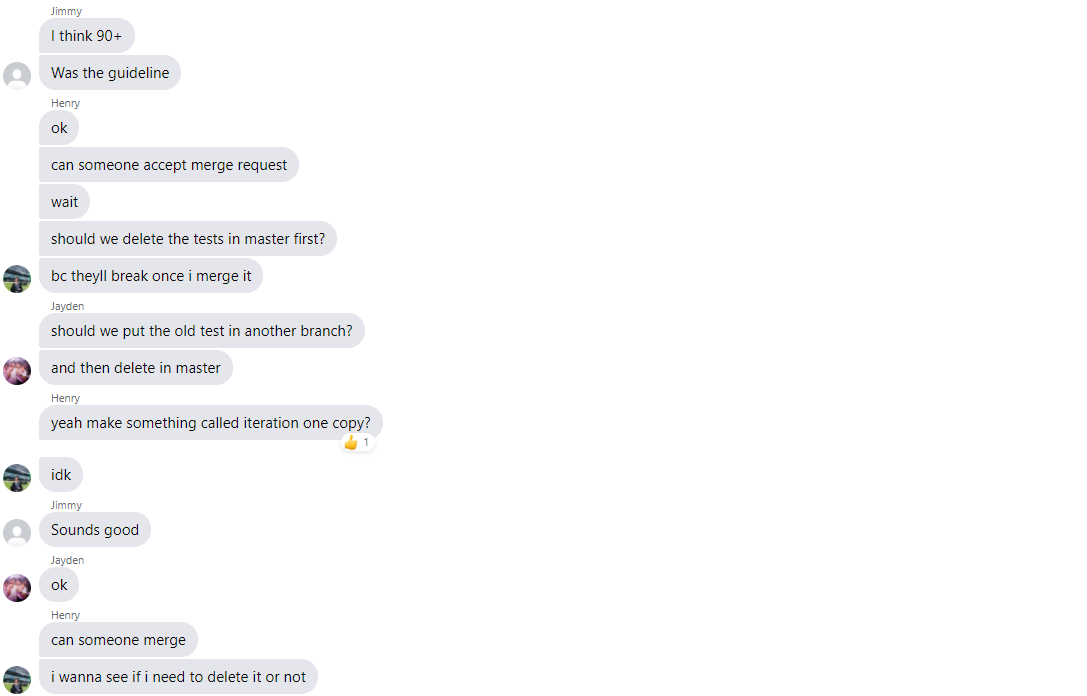 Jimmy
I think 90+
Was the guideline
Henry
ok
can someone accept merge request
wait
should we delete the tests in master first?
bc theyll break once i merge it
Jayden
should we put the old test in another branch?
and then delete in master
Henry
yeah make something called iteration one copy?
1
idk
Jimmy
Sounds good
Jayden
ok
Henry
can someone merge
i wanna see if i need to delete it or not